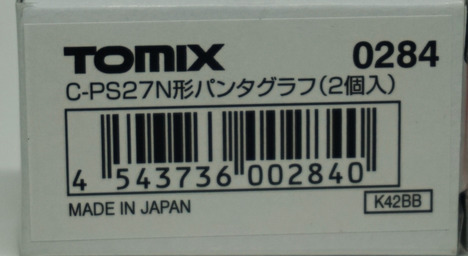 TOMIX 0284
C-PS27N形パンタグラフ(2個入)
4 543736 002840
MADE IN JAPAN K42BB